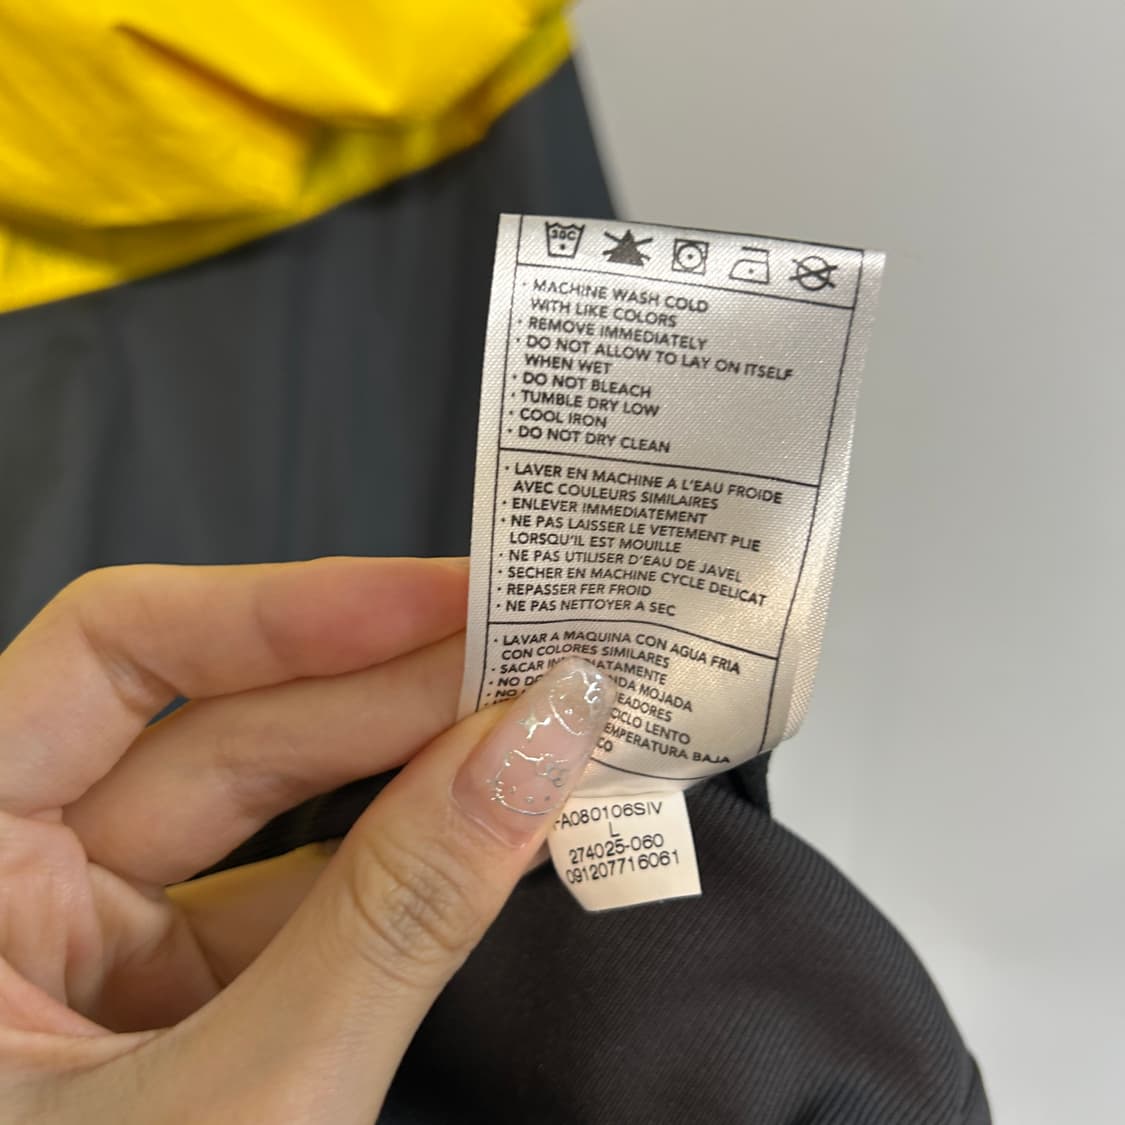 30C
· MACHINE WASH COLD
WITH LIKE COLORS
· REMOVE IMMEDIATELY
· DO NOT ALLOW TO LAY ON ITSELF
WHEN WET
· DO NOT BLEACH
· TUMBLE DRY LOW
· COOL IRON
· DO NOT DRY CLEAN
· LAVER EN MACHINE A L'EAU FROIDE
AVEC COULEURS SIMILAIRES
· ENLEVER IMMEDIATEMENT
· NE PAS LAISSER LE VETEMENT PLIE
LORSQU'IL EST MOUILLE
· NE PAS UTILISER D'EAU DE JAVEL
· SECHER EN MACHINE CYCLE DELICAT
· REPASSER FER FROID
· NE PAS NETTOYER A SEC
· LAVAR A MAQUINA CON AGUA FRIA
CON COLORES SIMILARES
· SACAR
· NO MOJADA
· NO
CICLO LENTO
TEMPERATURA BAJA
A080106SIV
L
274025-060
091207716061